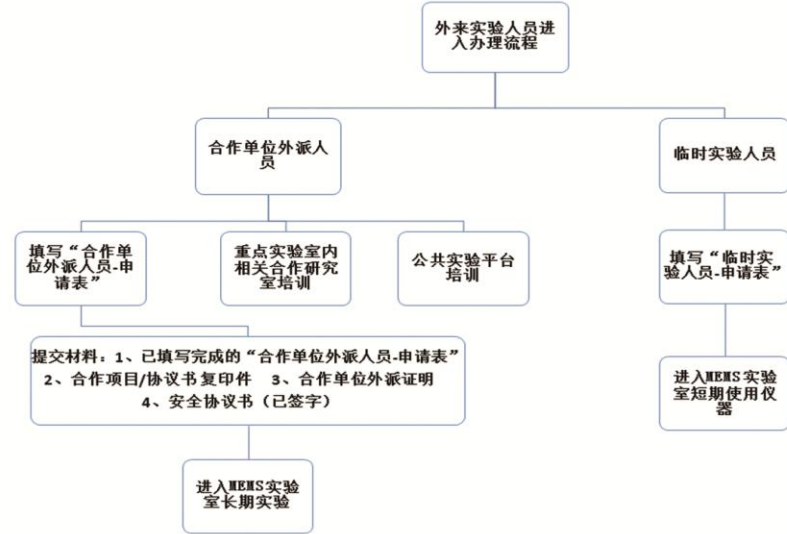 外来实验人员进
入办理流程
合作单位外派人
员
临时实验人员
填写“合作单
位外派人员-申
请表”
重点实验室内
相关合作研究
室培训
公共实验平台
培训
填写“临时实
验人员-申请表”
提交材料：1、已填写完成的“合作单位外派人员-申请表”
2、合作项目/协议书复印件 3、合作单位外派证明
4、安全协议书（已签字）
进入MEMS实验
室短期使用仪
器
进入MEMS实验
室长期实验